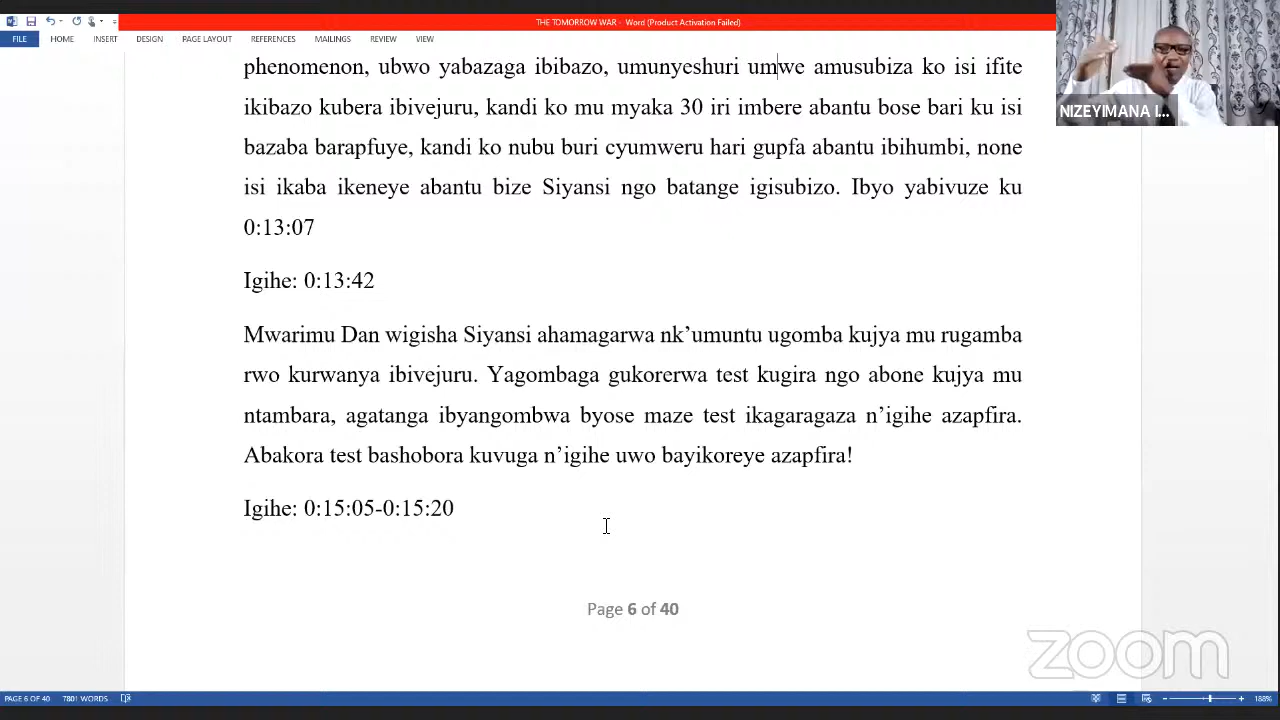 THE TOMORROW WAR - Word (Product Activation Failed)
FILE HOME INSERT DESIGN PAGE LAYOUT REFERENCES MAILINGS REVIEW VIEW
phenomenon, ubwo yabazaga ibibazo, umunyeshuri umwe amusubiza ko isi ifite
ikibazo kubera ibivejuru, kandi ko mu myaka 30 iri imbere abantu bose bari ku isi
bazaba barapfuye, kandi ko nubu buri cyumweru hari gupfa abantu ibihumbi, none
isi ikaba ikeneye abantu bize Siyansi ngo batange igisubizo. Ibyo yabivuze ku
0:13:07
Igihe: 0:13:42
Mwarimu Dan wigisha Siyansi ahamagarwa nk’umuntu ugomba kujya mu rugamba
rwo kurwanya ibivejuru. Yagombaga gukorerwa test kugira ngo abone kujya mu
ntambara, agatanga ibyangombwa byose maze test ikagaragaza n’igihe azapfira.
Abakora test bashobora kuvuga n’igihe uwo bayikoreye azapfira!
Igihe: 0:15:05-0:15:20
Page 6 of 40
NIZEYIMANA I...
zoom
PAGE 6 OF 40 7801 WORDS 188%